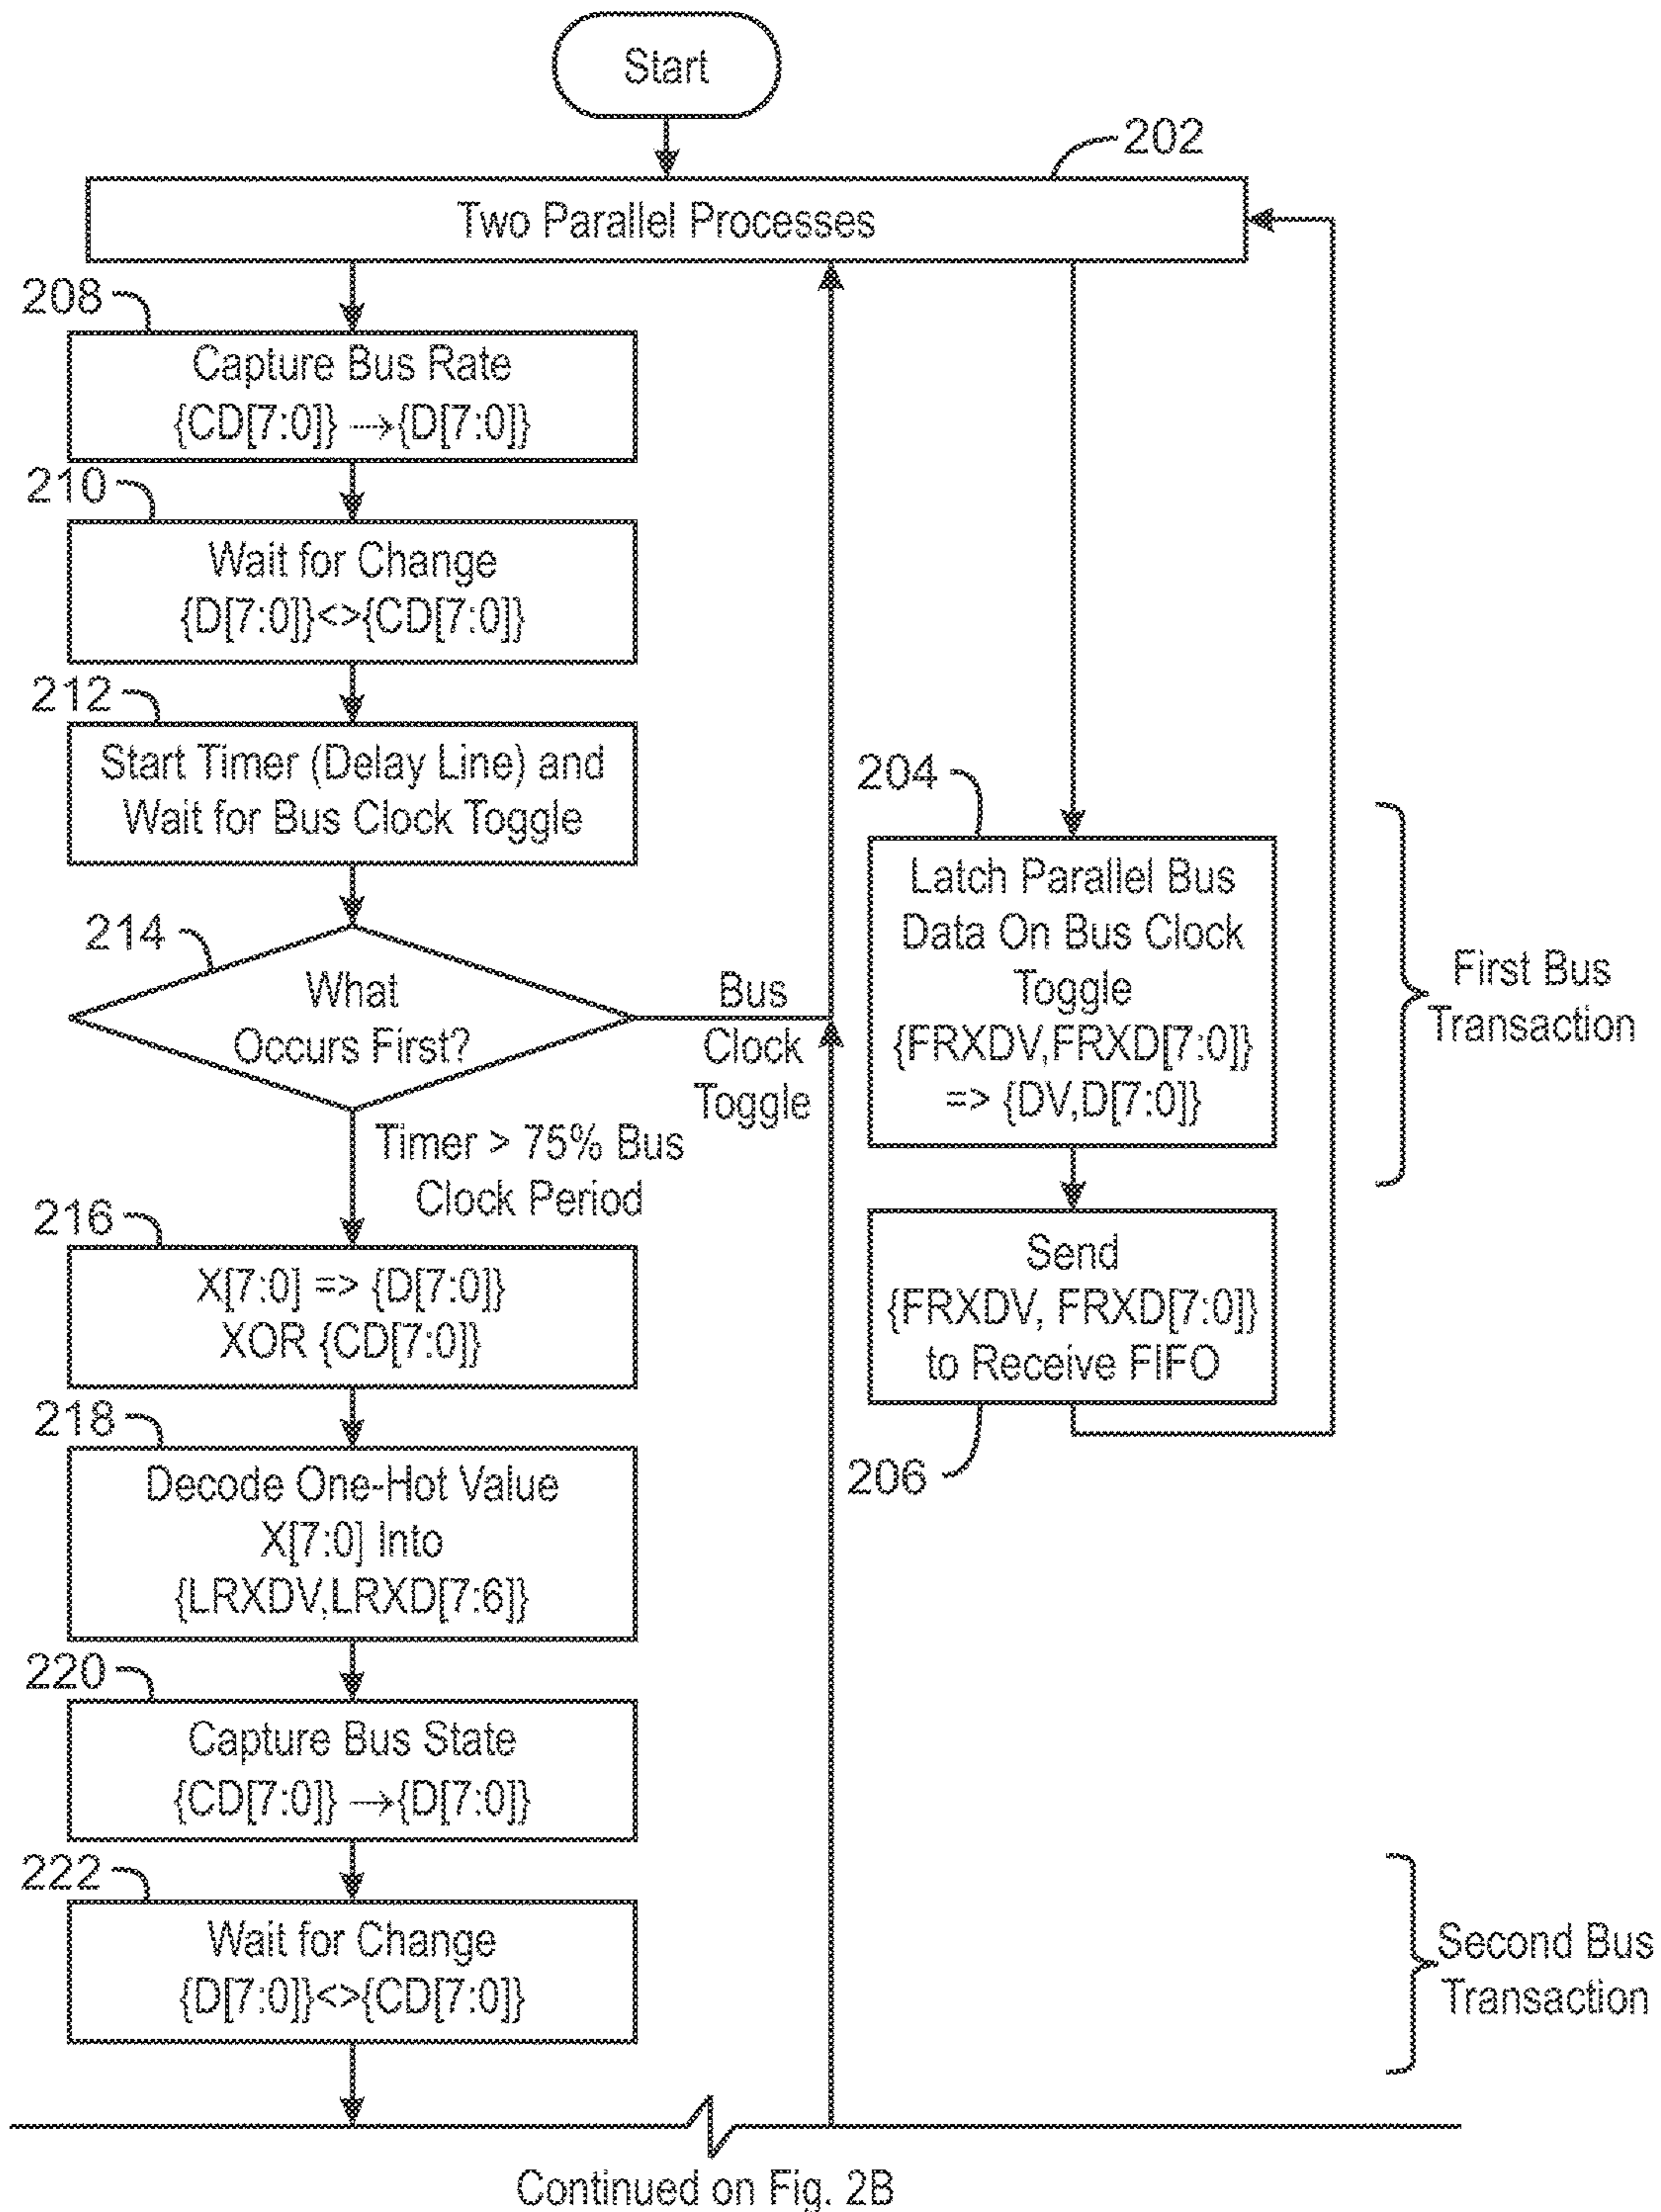 Start
202
Two Parallel Processes
208
Capture Bus Rate
{CD[7:0]} →{D[7:0]}
210
Wait for Change
{D[7:0]}<>{CD[7:0]}
212
Start Timer (Delay Line) and
Wait for Bus Clock Toggle
214
What
Occurs First?
Bus
Clock
Toggle
Timer > 75% Bus
Clock Period
204
Latch Parallel Bus
Data On Bus Clock
Toggle
{FRXDV,FRXD[7:0]}
=> {DV,D[7:0]}
First Bus
Transaction
216
X[7:0] => {D[7:0]}
XOR {CD[7:0]}
Send
{FRXDV, FRXD[7:0]}
to Receive FIFO
206
218
Decode One-Hot Value
X[7:0] Into
{LRXDV,LRXD[7:6]}
220
Capture Bus State
{CD[7:0]} →{D[7:0]}
222
Wait for Change
{D[7:0]}<>{CD[7:0]}
Second Bus
Transaction
Continued on Fig. 2B